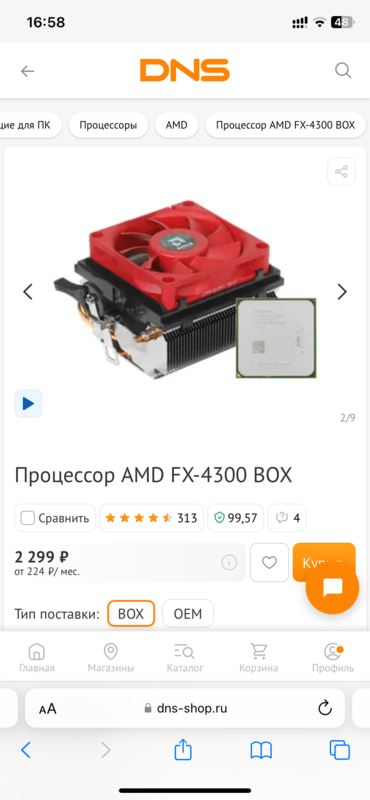 16:58
48
DNS
щие для ПК
Процессоры
AMD
Процессор AMD FX-4300 BOX
2/9
Процессор AMD FX-4300 BOX
Сравнить
313
99,57
4
2 299 ₽
от 224 ₽/ мес.
Тип поставки:
BOX
OEM
Главная
Магазины
Каталог
Корзина
Профиль
AA
dns-shop.ru